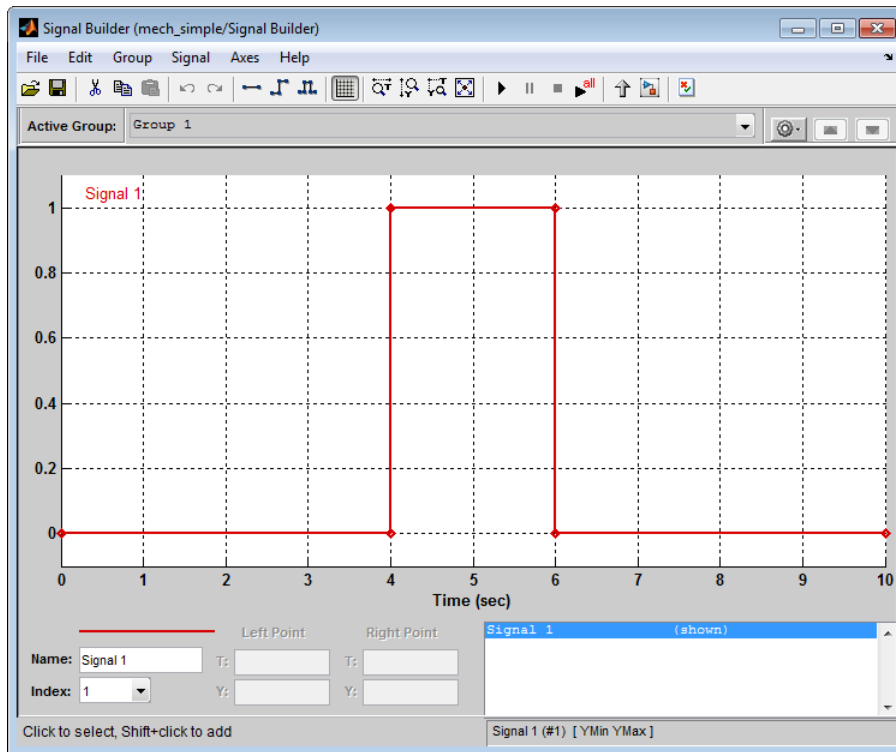 Signal Builder (mech_simple/Signal Builder)
File Edit Group Signal Axes Help
all
Active Group: Group 1
Signal 1
1
0.8
0.6
0.4
0.2
0
0 1 2 3 4 5 6 7 8 9 10
Time (sec)
Left Point Right Point
Name: Signal 1 T: T:
Index: 1 Y: Y:
Signal 1 (shown)
Click to select, Shift+click to add
Signal 1 (#1) [ YMin YMax ]